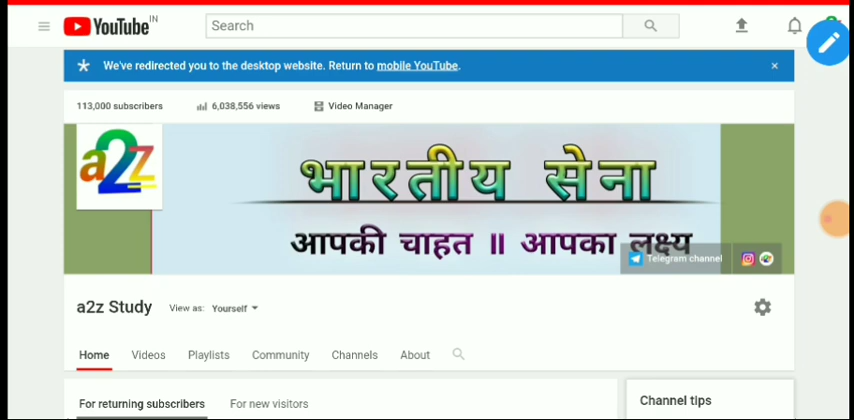 YouTube IN
Search
We've redirected you to the desktop website. Return to mobile YouTube.
113,000 subscribers 6,038,556 views Video Manager
a2z
भारतीय सेना
आपकी चाहत ॥ आपका लक्ष्य
Telegram channel
a2z Study View as: Yourself
Home Videos Playlists Community Channels About
For returning subscribers For new visitors
Channel tips